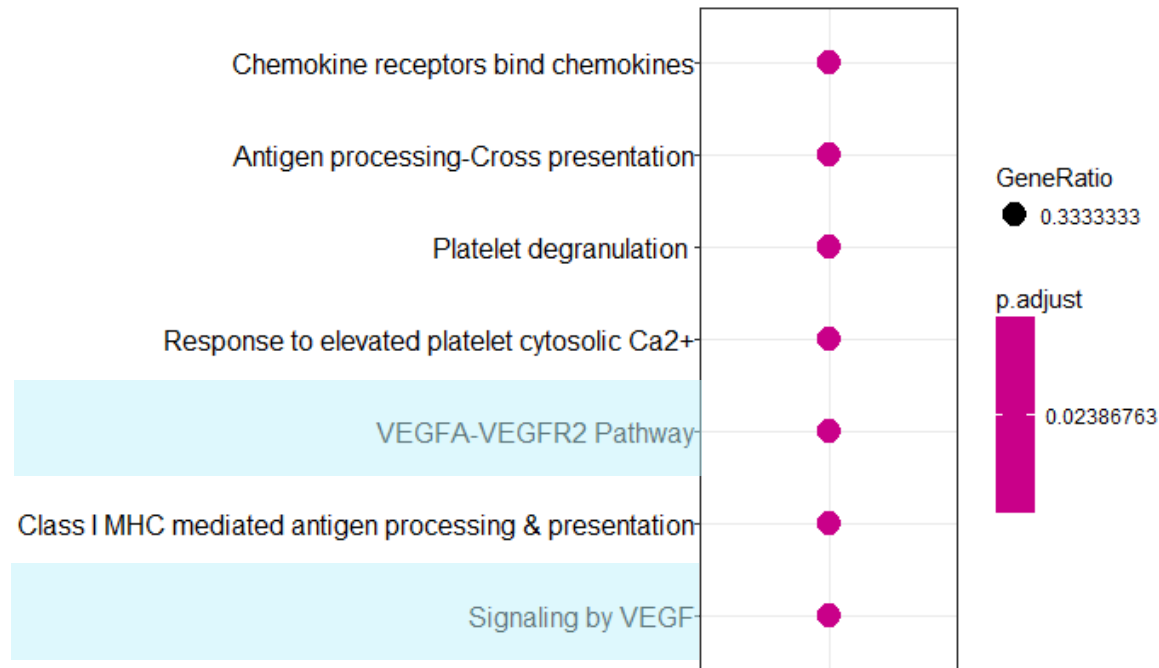 Chemokine receptors bind chemokines
Antigen processing-Cross presentation
Platelet degranulation
Response to elevated platelet cytosolic Ca2+
VEGFA-VEGFR2 Pathway
Class I MHC mediated antigen processing & presentation
Signaling by VEGF
GeneRatio
0.3333333
p.adjust
0.02386763